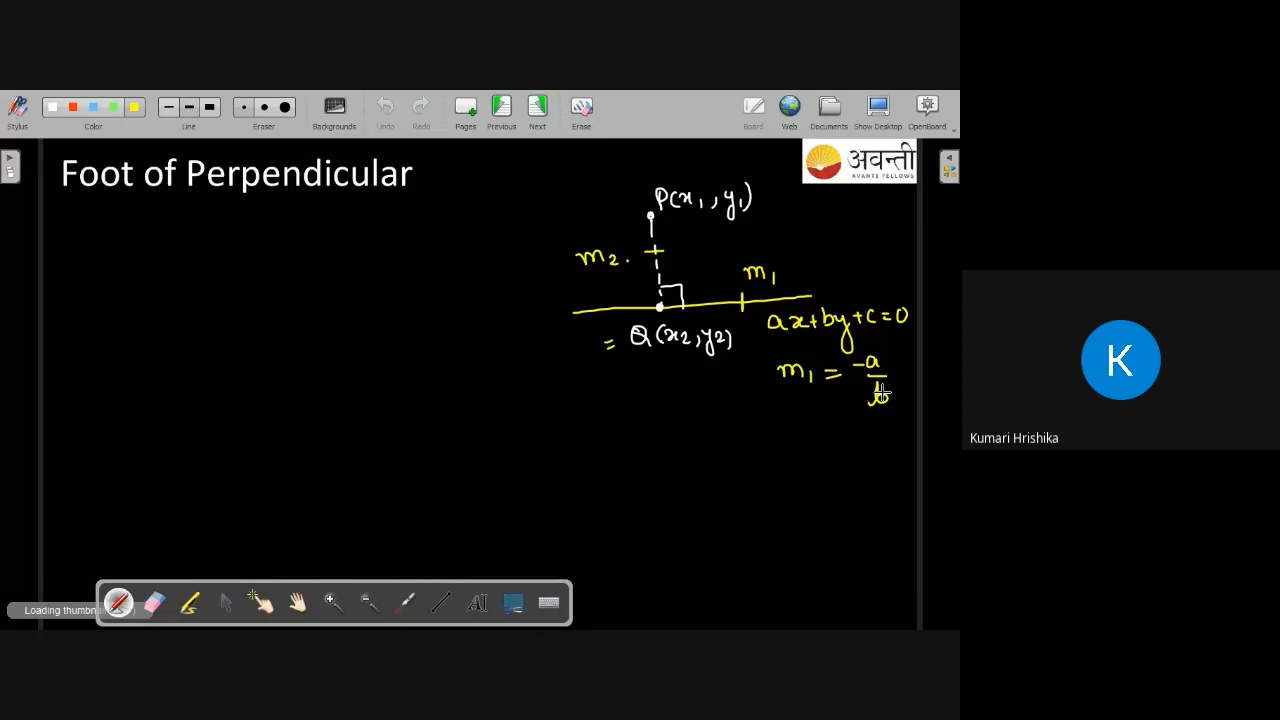 Stylus
Color
Line
Eraser
Backgrounds
Undo
Redo
Pages
Previous
Next
Erase
Board
Web
Documents
Show Desktop
OpenBoard
Foot of Perpendicular
अवन्ती
AVANTI FELLOWS
P(x₁, y₁)
m₂.
m₁
ax+by+c=0
= Q(x₂,y₂)
m₁ = -a/b
K
Kumari Hrishika
AI
Loading thumbn